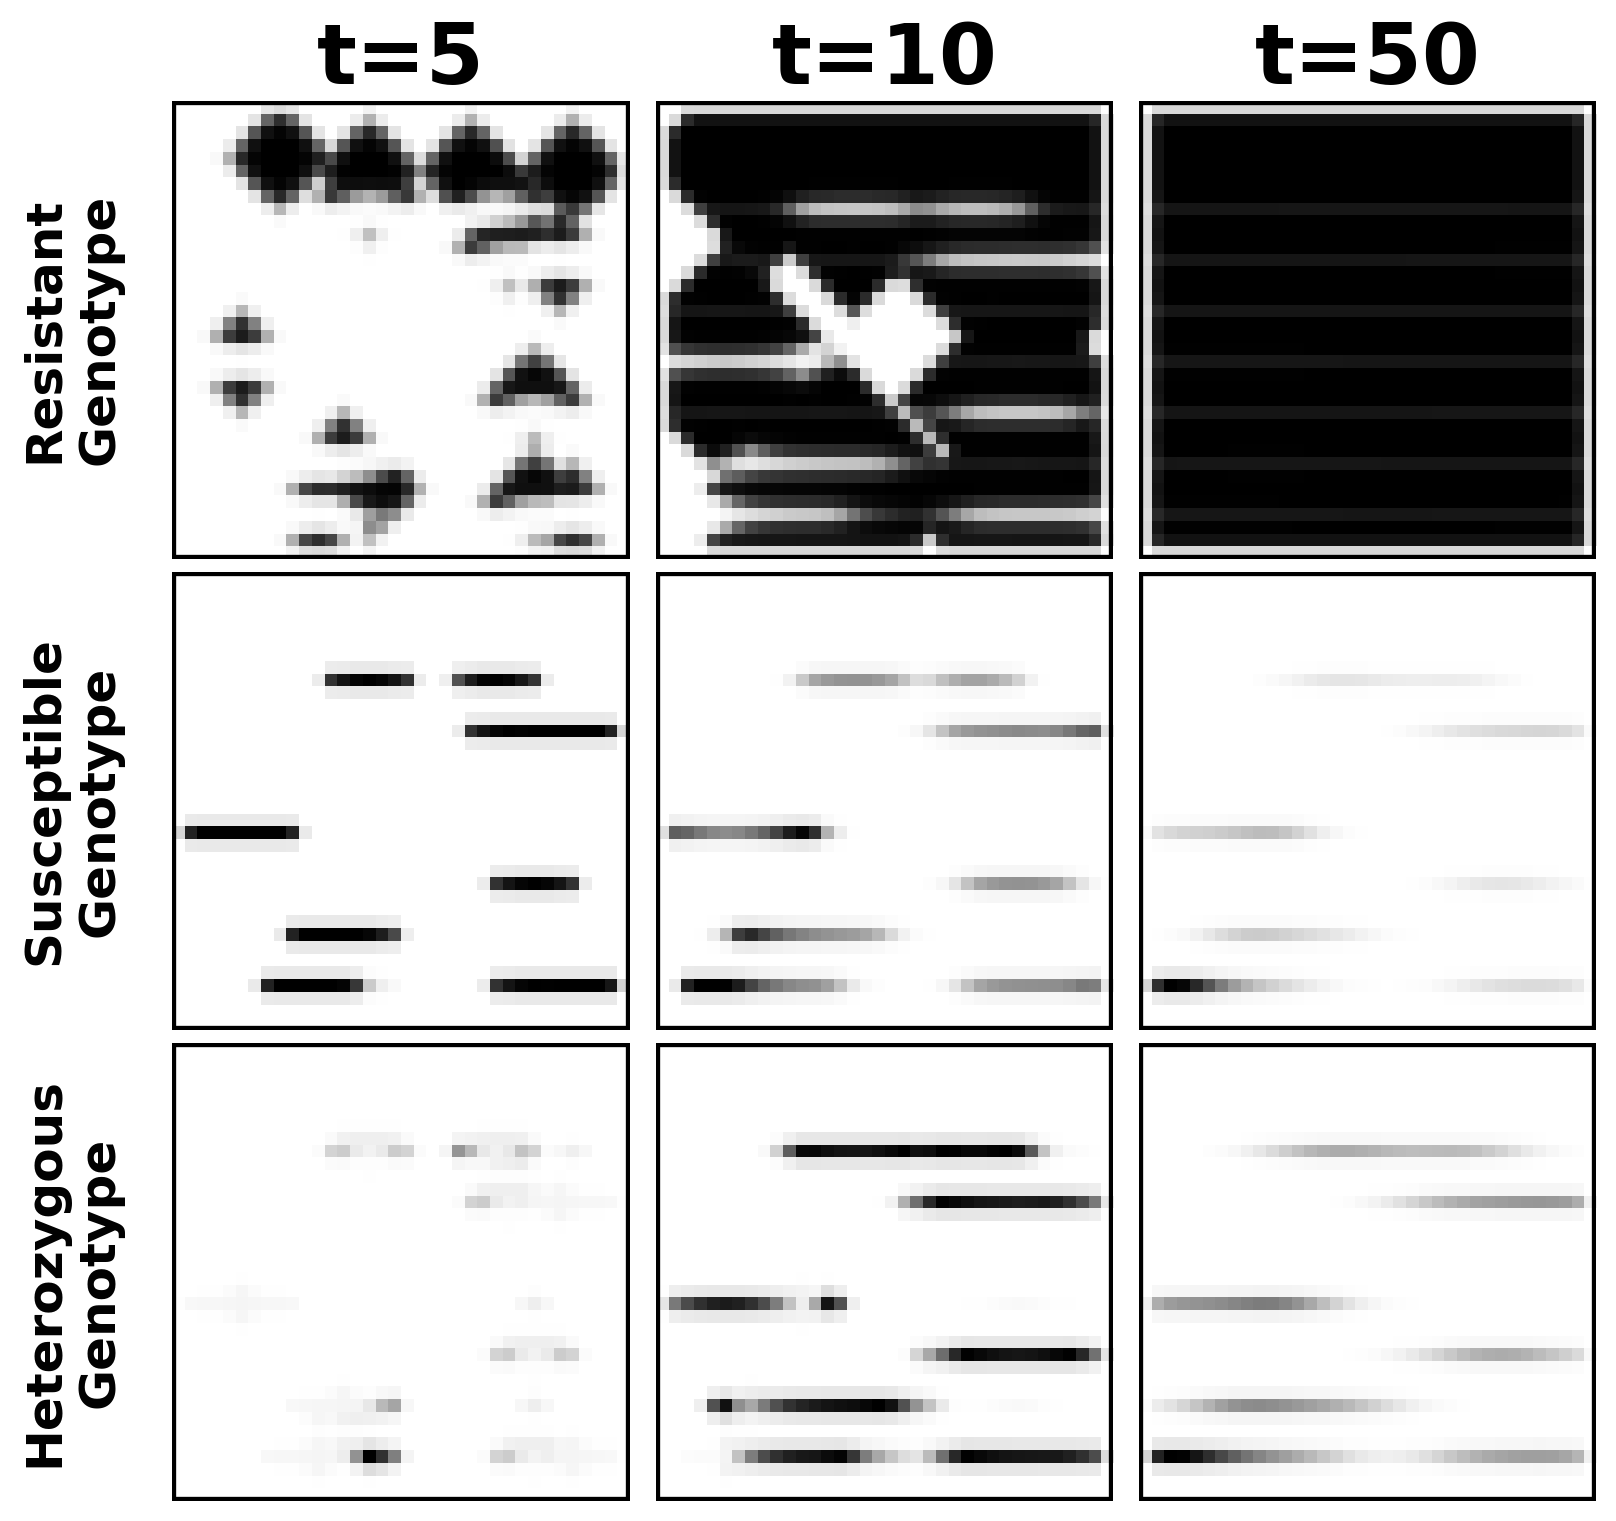 t=5 t=10 t=50
Resistant
Genotype
Susceptible
Genotype
Heterozygous
Genotype